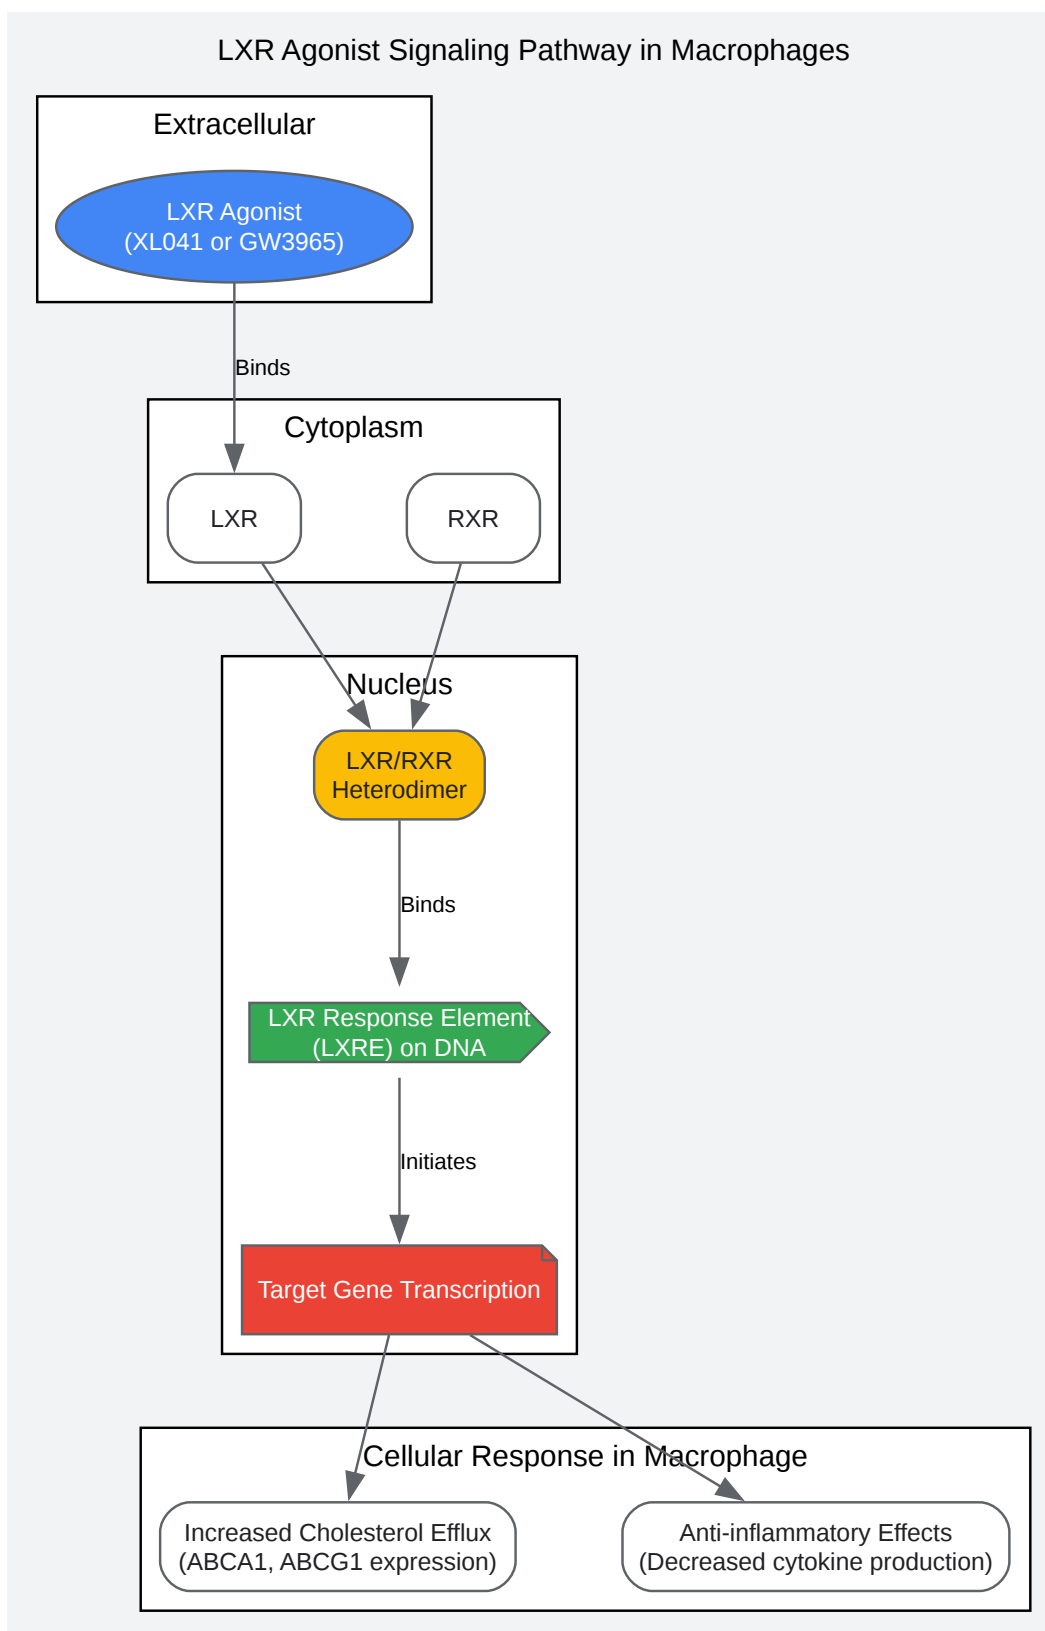 LXR Agonist Signaling Pathway in Macrophages
Extracellular
LXR Agonist
(XL041 or GW3965)
Binds
Cytoplasm
LXR
RXR
Nucleus
LXR/RXR
Heterodimer
Binds
LXR Response Element
(LXRE) on DNA
Initiates
Target Gene Transcription
Cellular Response in Macrophage
Increased Cholesterol Efflux
(ABCA1, ABCG1 expression)
Anti-inflammatory Effects
(Decreased cytokine production)